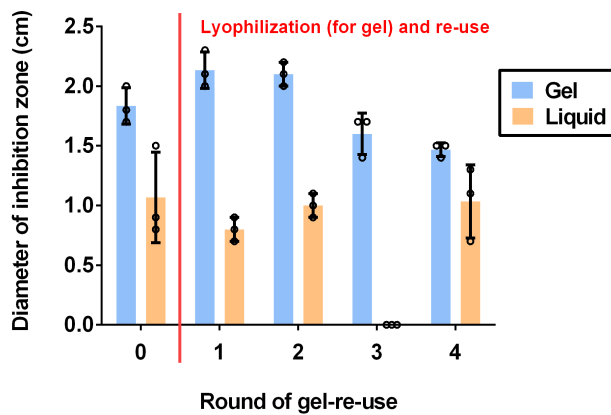 Lyophilization (for gel) and re-use
Diameter of inhibition zone (cm)
2.5
2.0
1.5
1.0
0.5
0.0
Gel
Liquid
0 1 2 3 4
Round of gel-re-use